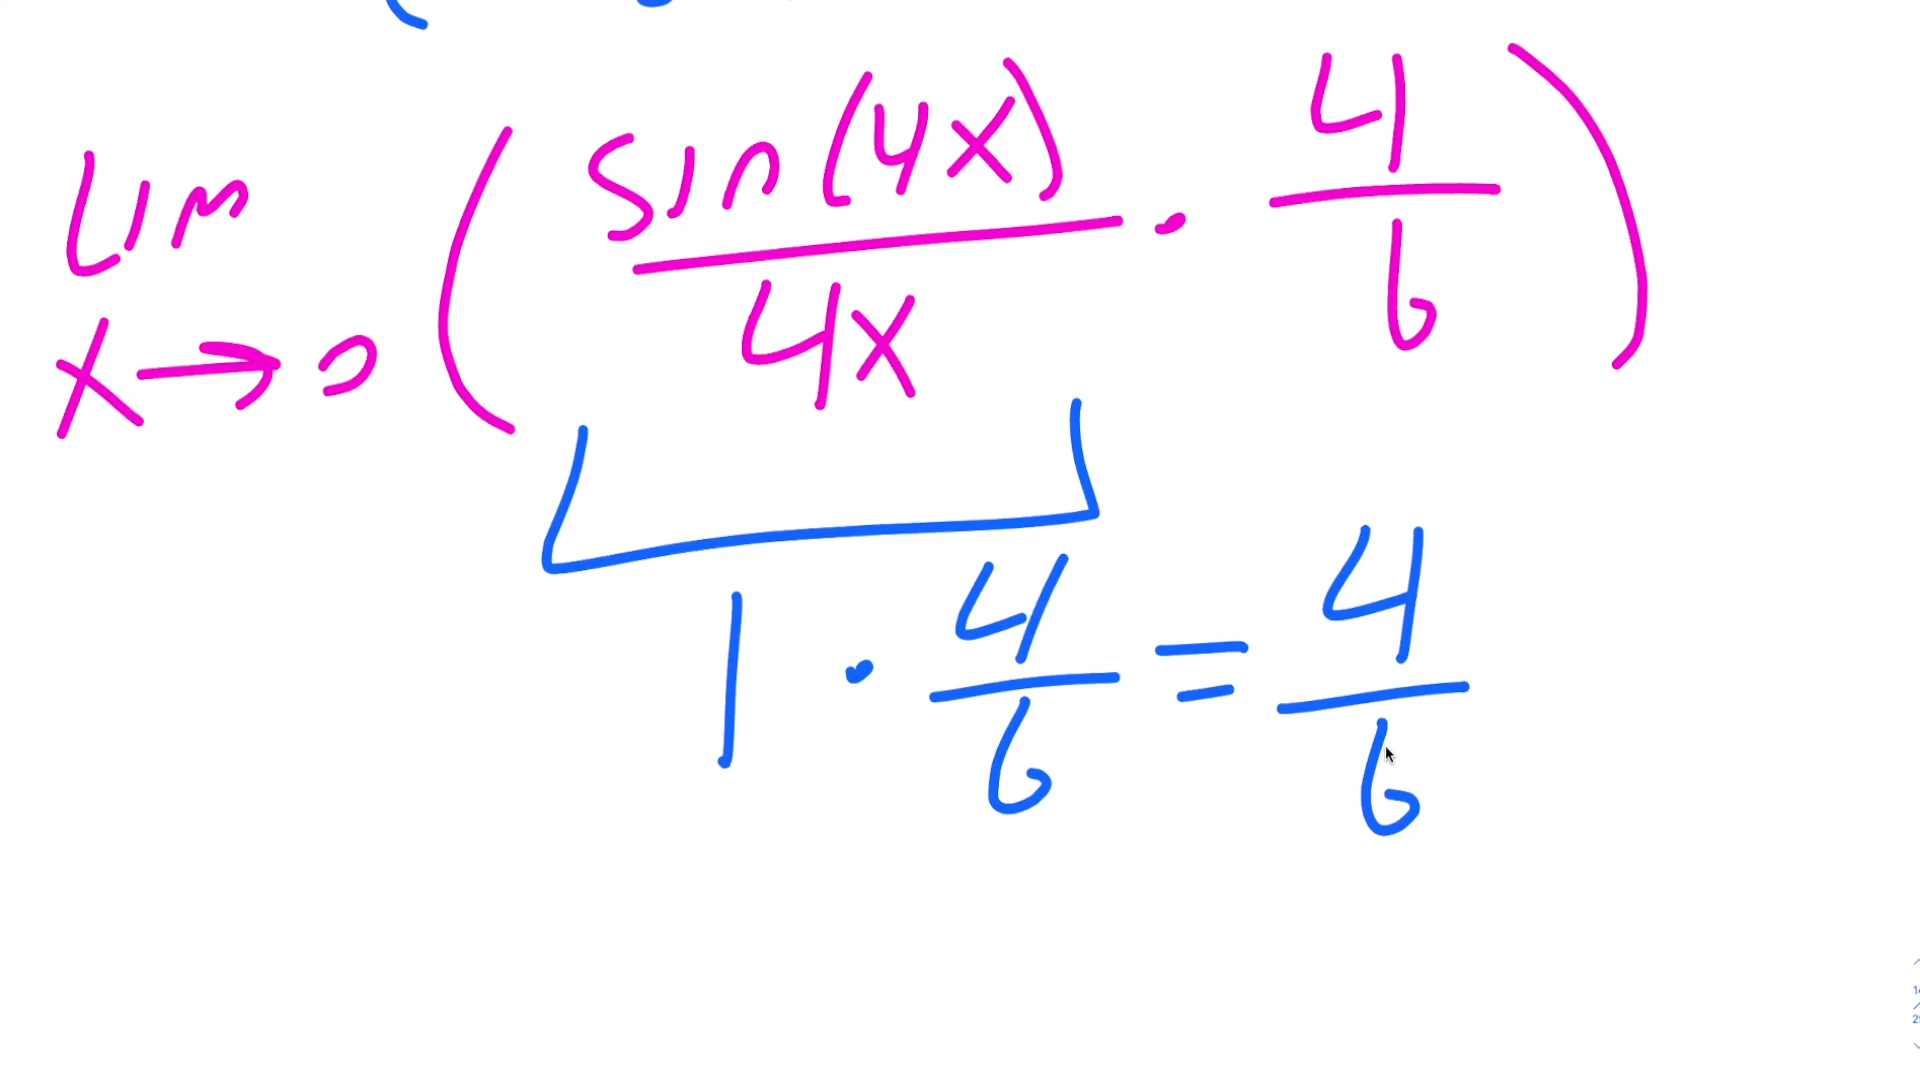 Lim x→0 ( sin(4x)/4x · 4/6 )
1 · 4/6 = 4/6